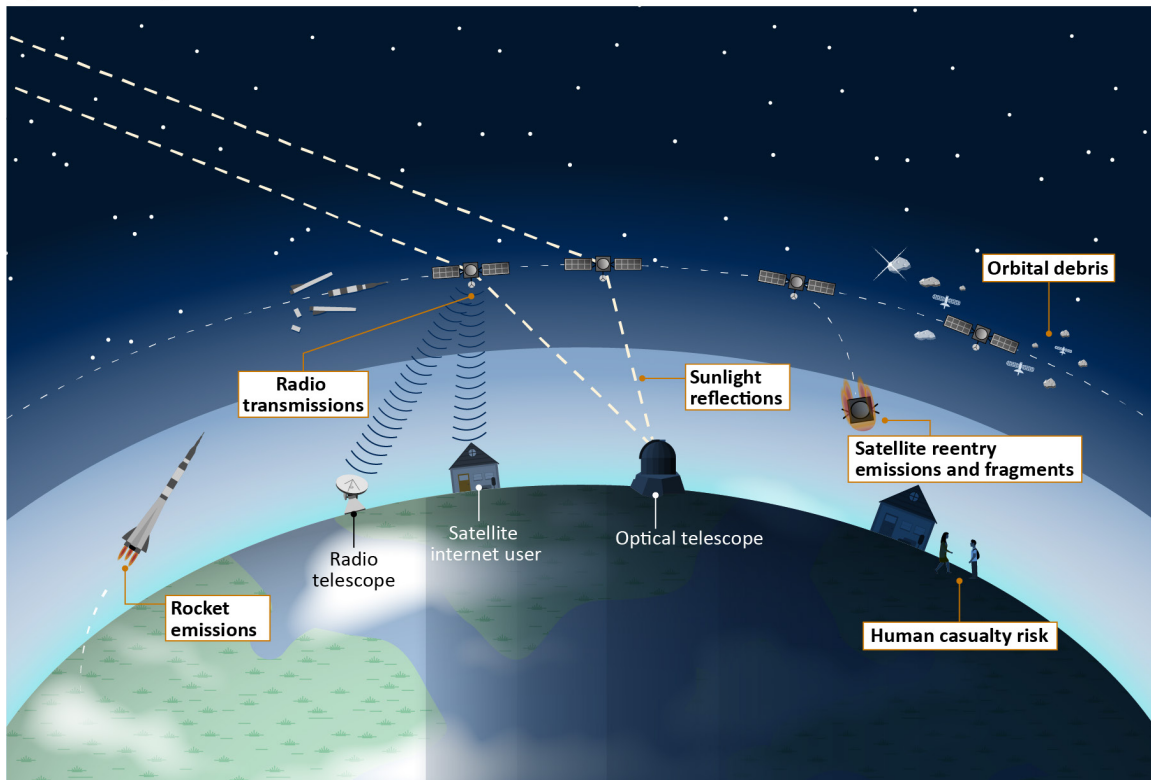 Orbital debris
Radio
transmissions
Sunlight
reflections
Satellite reentry
emissions and fragments
Satellite
internet user
Optical telescope
Radio
telescope
Rocket
emissions
Human casualty risk